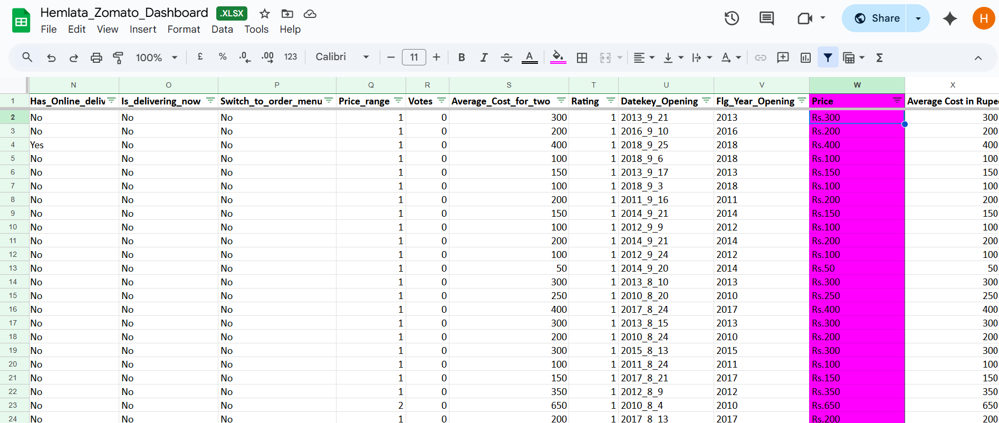 Hemlata_Zomato_Dashboard .XLSX
File Edit View Insert Format Data Tools Help
Share
H
100% £ % .0 .00 123 Calibri 11 B I S A A Σ
N O P Q R S T U V W X
1 Has_Online_deliv Is_delivering_now Switch_to_order_menu Price_range Votes Average_Cost_for_two Rating Datekey_Opening Flg_Year_Opening Price Average Cost in Rupe
2 No No No 1 0 300 1 2013_9_21 2013 Rs.300 300
3 No No No 1 0 200 1 2016_9_10 2016 Rs.200 200
4 Yes No No 1 0 400 1 2018_9_25 2018 Rs.400 400
5 No No No 1 0 100 1 2018_9_6 2018 Rs.100 100
6 No No No 1 0 150 1 2013_9_17 2013 Rs.150 150
7 No No No 1 0 100 1 2018_9_3 2018 Rs.100 100
8 No No No 1 0 200 1 2011_9_16 2011 Rs.200 200
9 No No No 1 0 150 1 2014_9_21 2014 Rs.150 150
10 No No No 1 0 100 1 2012_9_9 2012 Rs.100 100
11 No No No 1 0 200 1 2014_9_21 2014 Rs.200 200
12 No No No 1 0 100 1 2012_9_24 2012 Rs.100 100
13 No No No 1 0 50 1 2014_9_20 2014 Rs.50 50
14 No No No 1 0 300 1 2013_8_10 2013 Rs.300 300
15 No No No 1 0 250 1 2010_8_20 2010 Rs.250 250
16 No No No 1 0 400 1 2017_8_24 2017 Rs.400 400
17 No No No 1 0 300 1 2013_8_15 2013 Rs.300 300
18 No No No 1 0 200 1 2010_8_24 2010 Rs.200 200
19 No No No 1 0 300 1 2015_8_13 2015 Rs.300 300
20 No No No 1 0 100 1 2011_8_24 2011 Rs.100 100
21 No No No 1 0 150 1 2017_8_21 2017 Rs.150 150
22 No No No 1 0 350 1 2012_8_9 2012 Rs.350 350
23 No No No 2 0 650 1 2010_8_4 2010 Rs.650 650
24 No No No 1 0 200 1 2017_8_13 2017 Rs.200 200